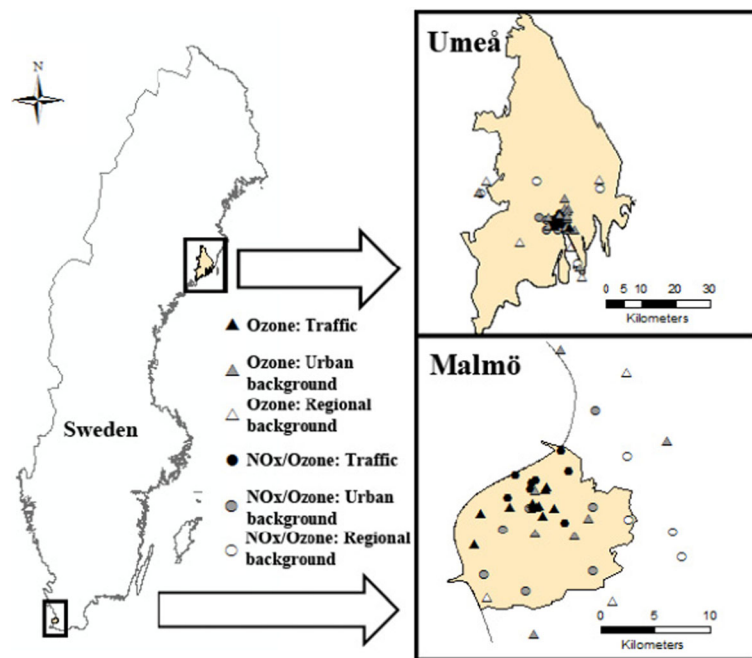 N
Sweden
Ozone: Traffic
Ozone: Urban
background
Ozone: Regional
background
NOx/Ozone: Traffic
NOx/Ozone: Urban
background
NOx/Ozone: Regional
background
Umeå
0 5 10 20 30
Kilometers
Malmö
0 5 10
Kilometers